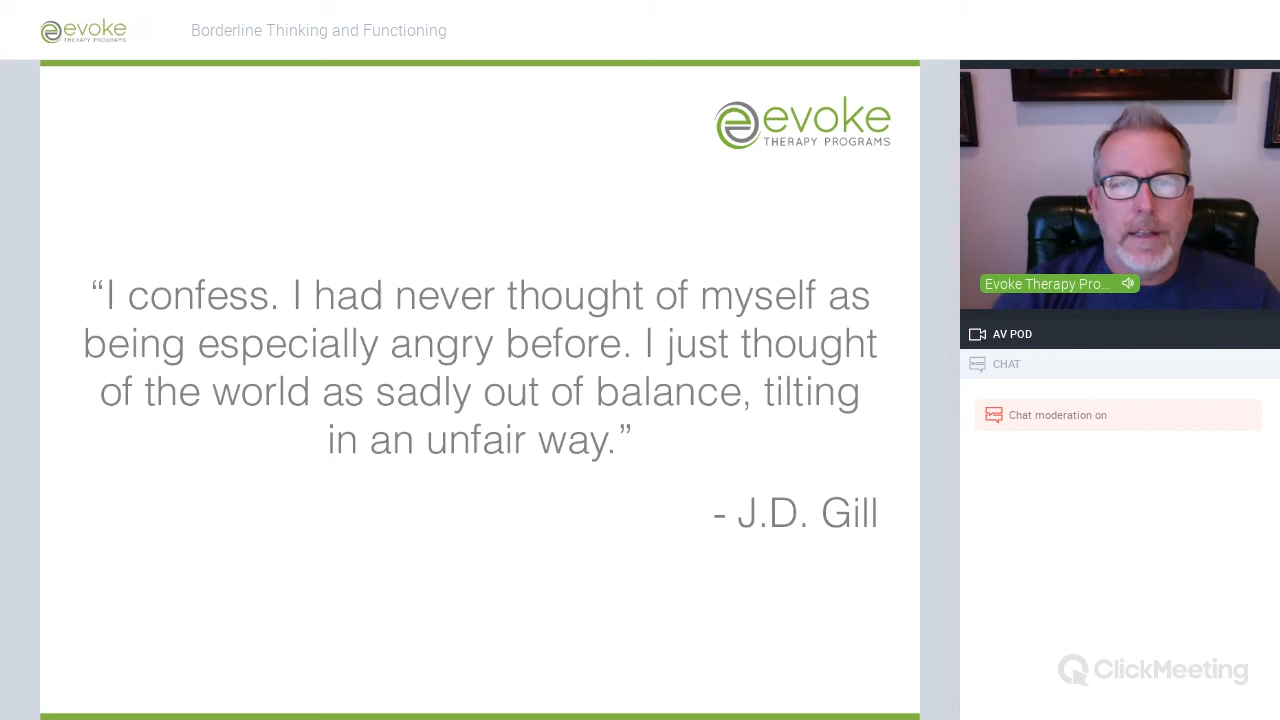 evoke
THERAPY PROGRAMS
Borderline Thinking and Functioning
evoke
THERAPY PROGRAMS
“I confess. I had never thought of myself as
being especially angry before. I just thought
of the world as sadly out of balance, tilting
in an unfair way.”
- J.D. Gill
Evoke Therapy Pro...
AV POD
CHAT
Chat moderation on
ClickMeeting